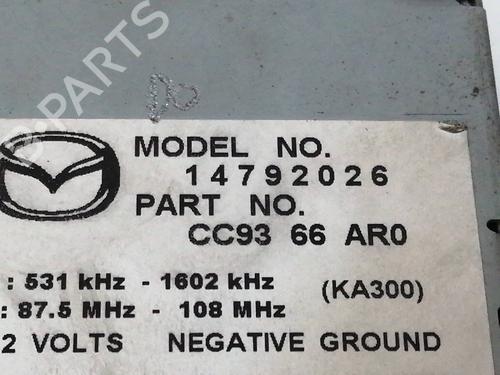 B-PARTS
MODEL NO.
14792026
PART NO.
CC93 66 AR0
: 531 kHz - 1602 kHz (KA300)
: 87.5 MHz - 108 MHz
2 VOLTS NEGATIVE GROUND